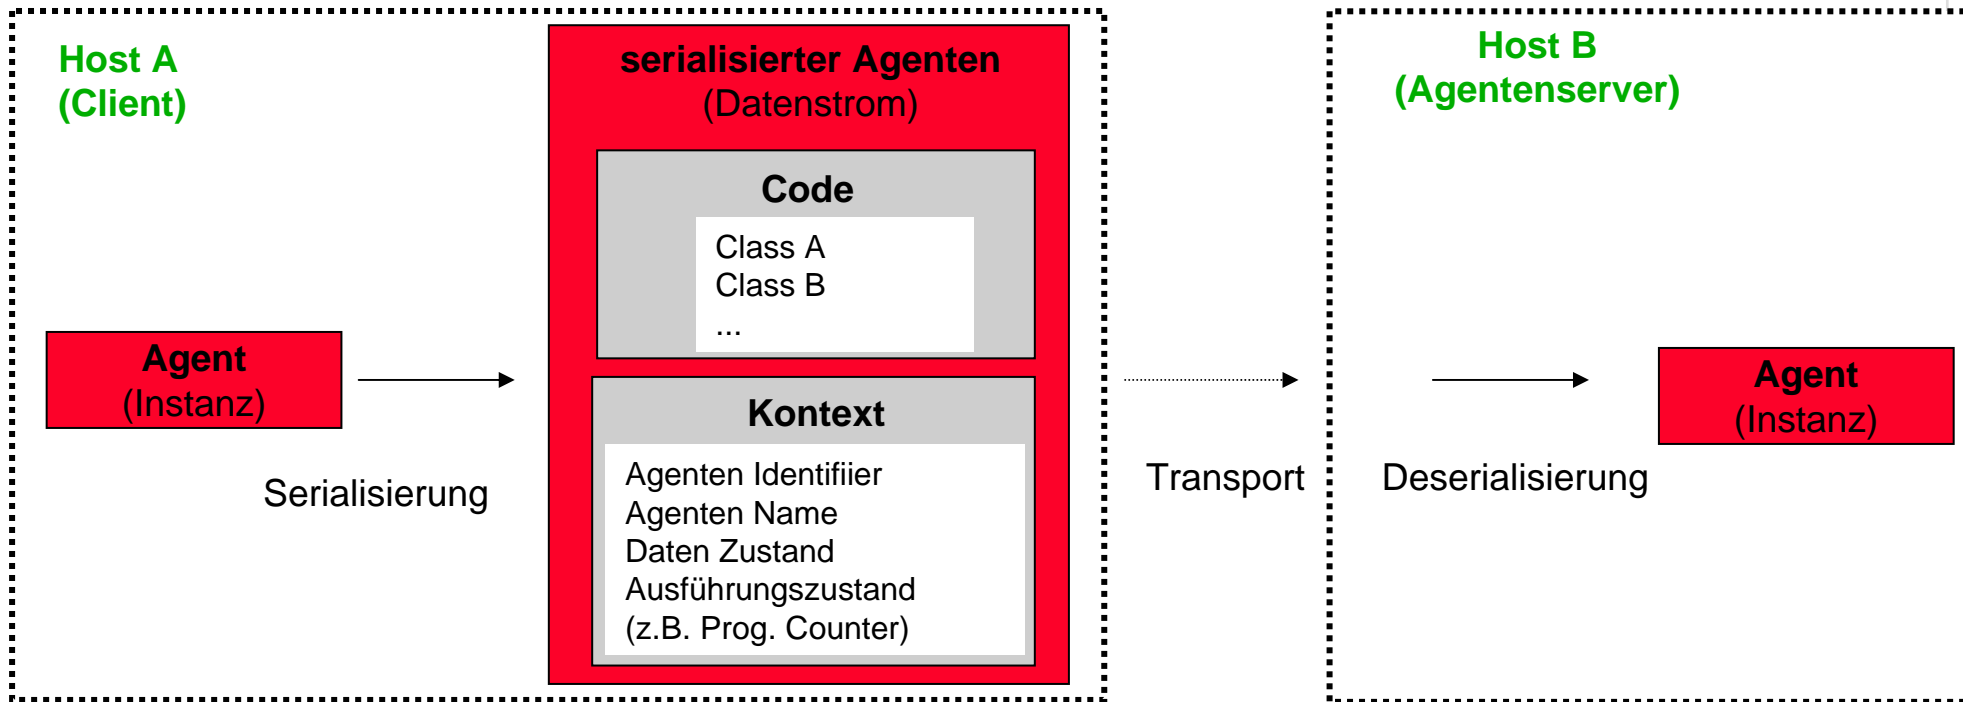 Host A
(Client)
serialisierter Agenten
(Datenstrom)
Host B
(Agentenserver)
Code
Class A
Class B
...
Agent
(Instanz)
Serialisierung
Kontext
Agenten Identifiier
Agenten Name
Daten Zustand
Ausführungszustand
(z.B. Prog. Counter)
Transport
Deserialisierung
Agent
(Instanz)